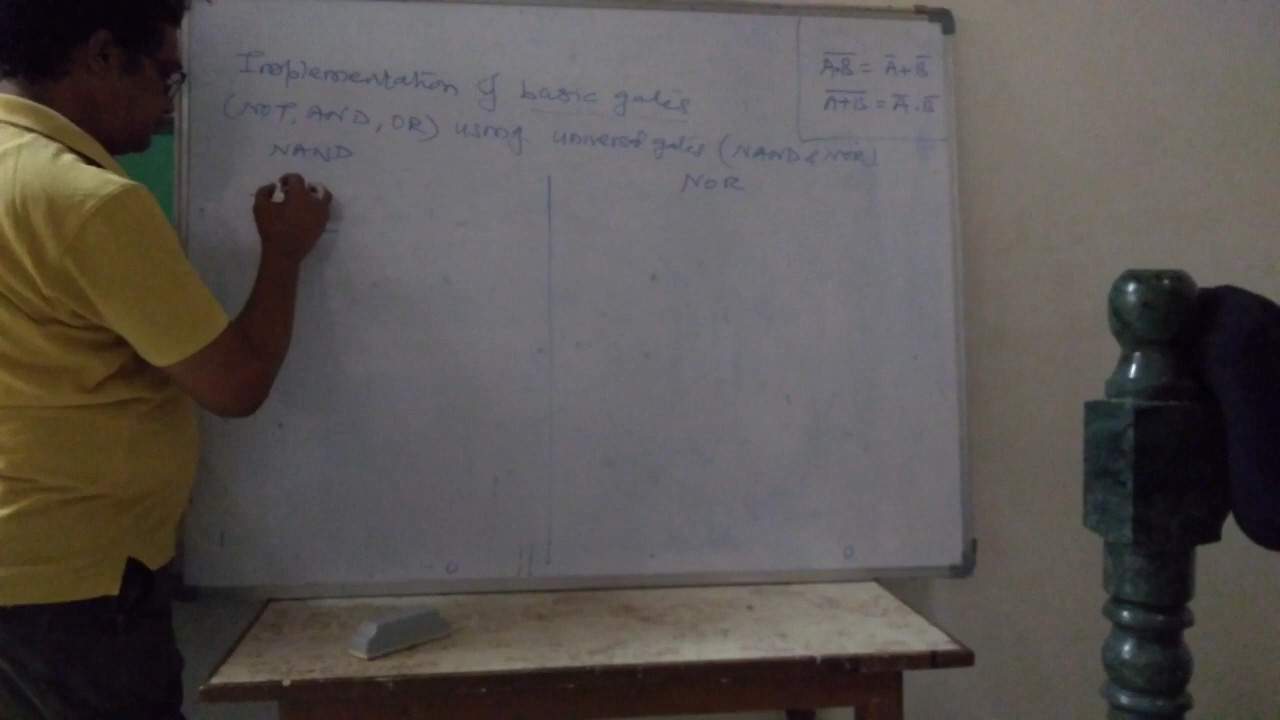 Implementation of basic gates
(NOT, AND, OR) using universal gates (NAND & NOR)
NAND
NOR
A̅.̅B̅ = A̅ + B̅
A̅+̅B̅ = A̅ . B̅